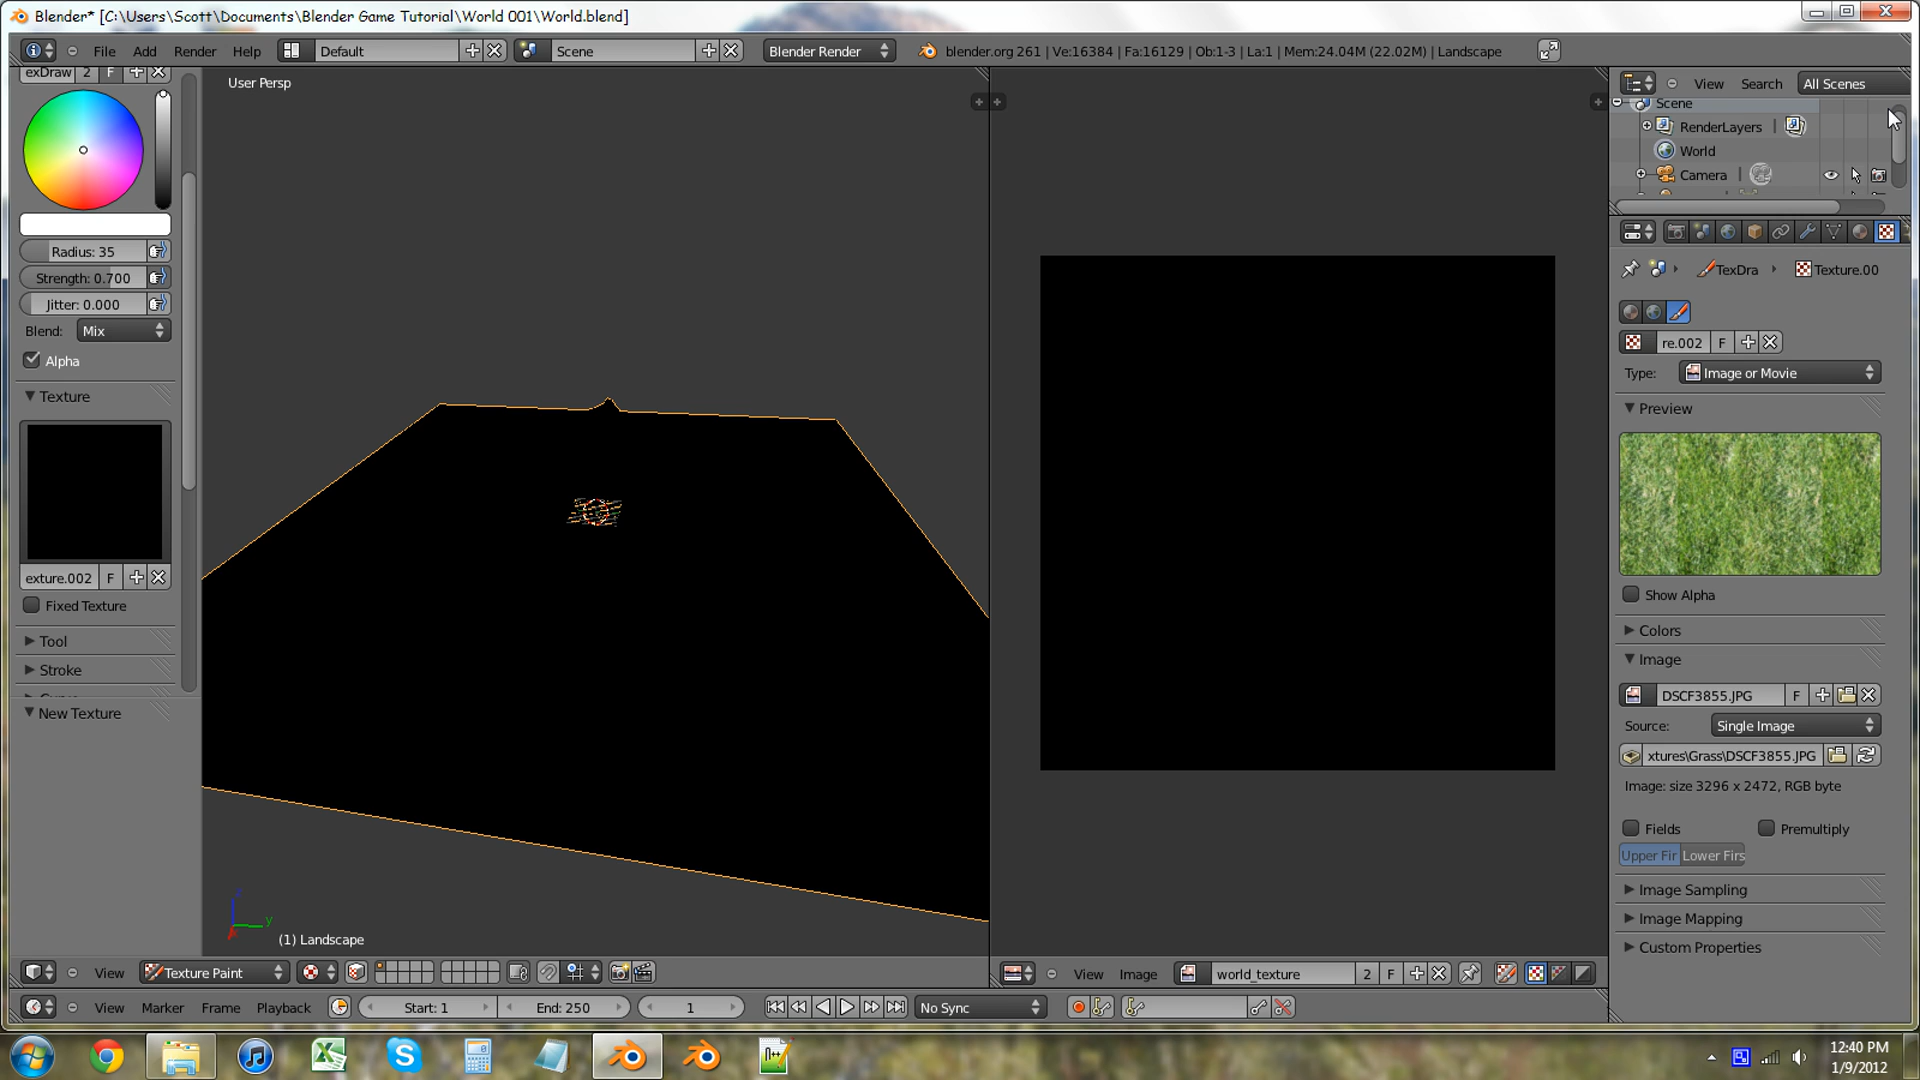 Blender* [C:\Users\Scott\Documents\Blender Game Tutorial\World 001\World.blend]
File Add Render Help Default Scene Blender Render blender.org 261 | Ve:16384 | Fa:16129 | Ob:1-3 | La:1 | Mem:24.04M (22.02M) | Landscape
exDraw 2 F
Radius: 35
Strength: 0.700
Jitter: 0.000
Blend: Mix
Alpha
Texture
exture.002 F
Fixed Texture
Tool
Stroke
New Texture
User Persp
(1) Landscape
View Texture Paint
View Image world_texture 2 F
View Search All Scenes
Scene
RenderLayers
World
Camera
TexDra Texture.00
re.002 F
Type: Image or Movie
Preview
Show Alpha
Colors
Image
DSCF3855.JPG F
Source: Single Image
xtures\Grass\DSCF3855.JPG
Image: size 3296 x 2472, RGB byte
Fields Premultiply
Upper Fir Lower Firs
Image Sampling
Image Mapping
Custom Properties
View Marker Frame Playback Start: 1 End: 250 1 No Sync
12:40 PM
1/9/2012